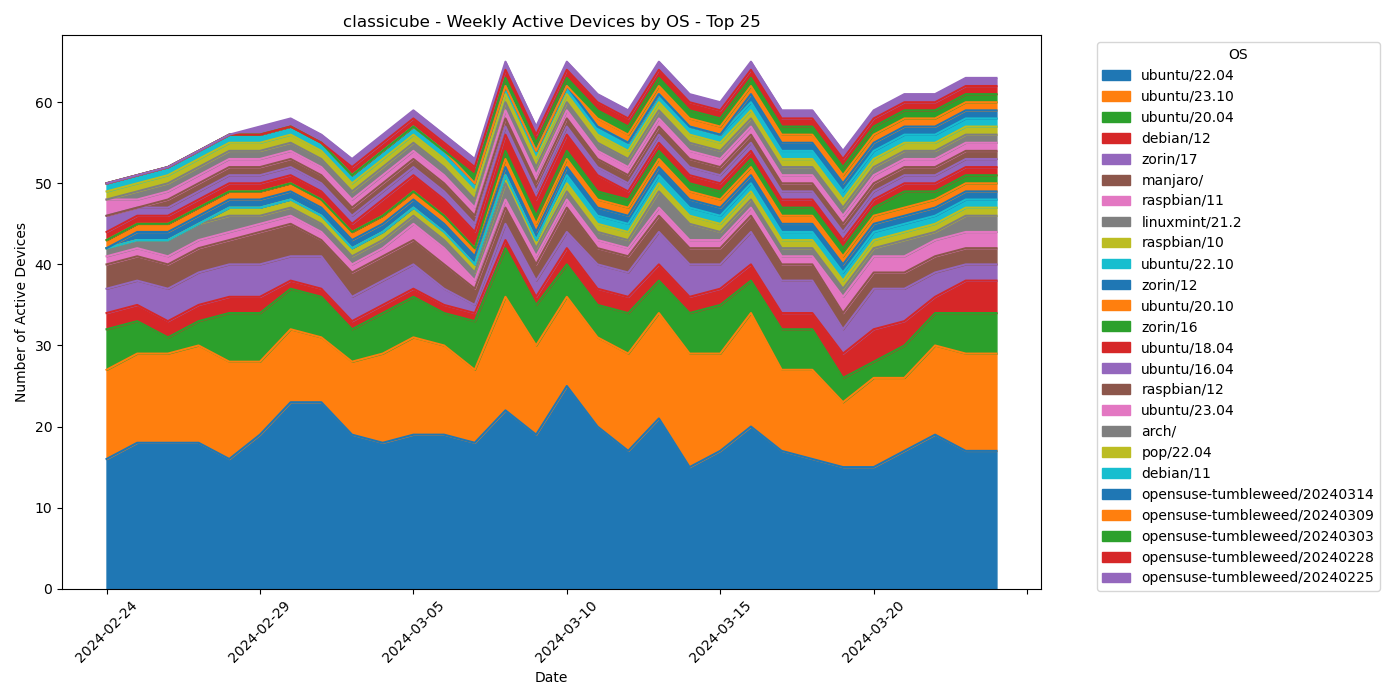 classicube - Weekly Active Devices by OS - Top 25
OS
ubuntu/22.04
ubuntu/23.10
ubuntu/20.04
debian/12
zorin/17
manjaro/
raspbian/11
linuxmint/21.2
raspbian/10
ubuntu/22.10
zorin/12
ubuntu/20.10
zorin/16
ubuntu/18.04
ubuntu/16.04
raspbian/12
ubuntu/23.04
arch/
pop/22.04
debian/11
opensuse-tumbleweed/20240314
opensuse-tumbleweed/20240309
opensuse-tumbleweed/20240303
opensuse-tumbleweed/20240228
opensuse-tumbleweed/20240225
Number of Active Devices
60
50
40
30
20
10
0
2024-02-24
2024-02-29
2024-03-05
2024-03-10
2024-03-15
2024-03-20
Date